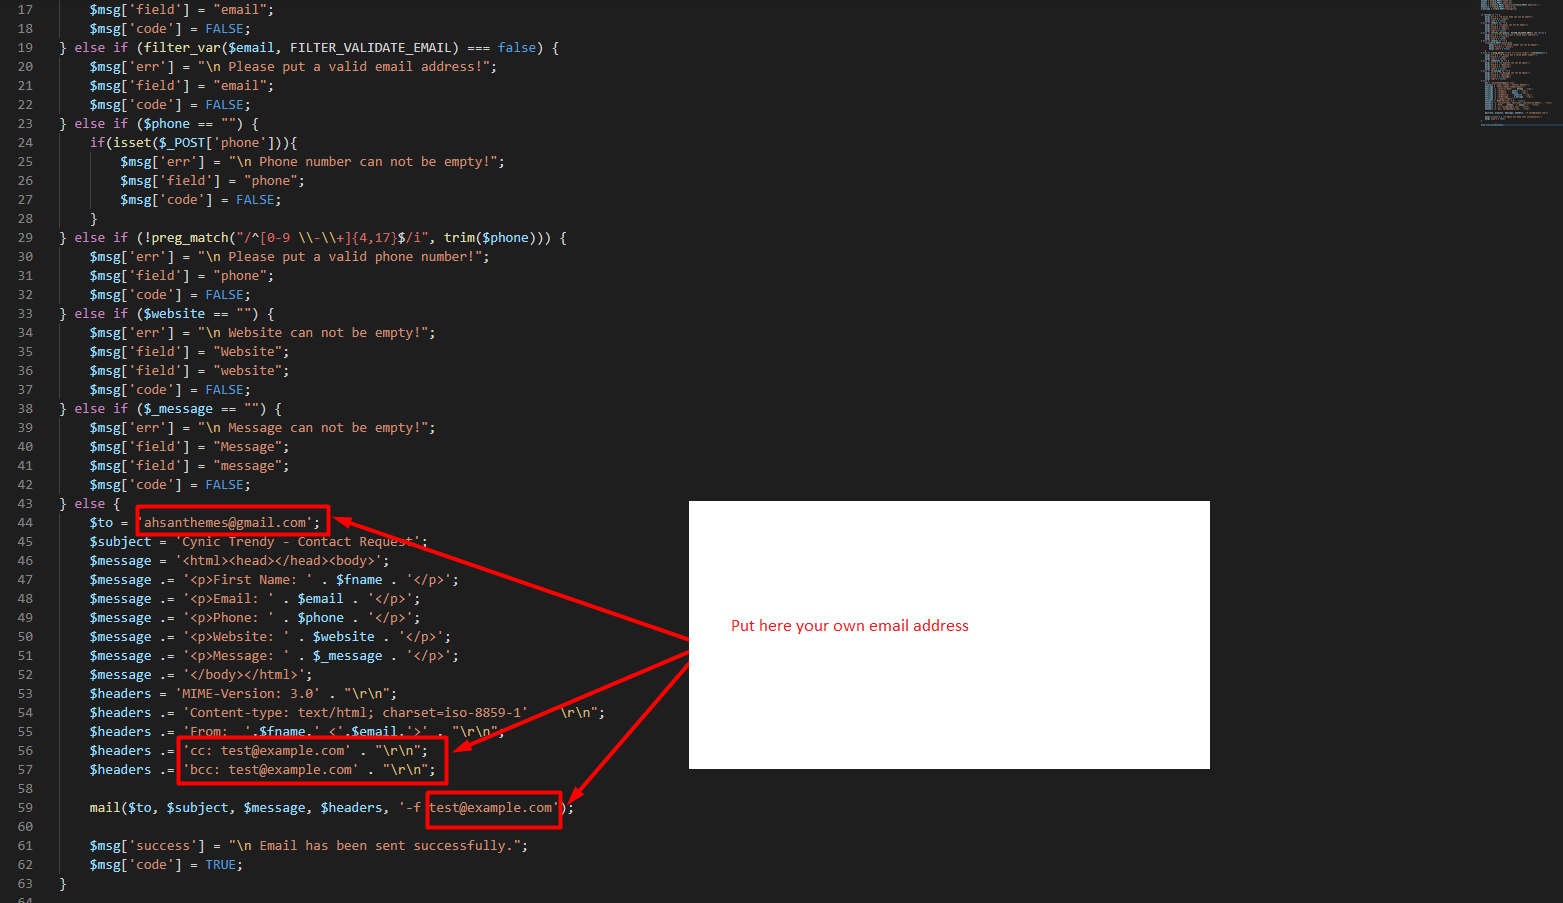 17 $msg['field'] = "email";
18 $msg['code'] = FALSE;
19 } else if (filter_var($email, FILTER_VALIDATE_EMAIL) === false) {
20 $msg['err'] = "\n Please put a valid email address!";
21 $msg['field'] = "email";
22 $msg['code'] = FALSE;
23 } else if ($phone == "") {
24 if(isset($_POST['phone'])){
25 $msg['err'] = "\n Phone number can not be empty!";
26 $msg['field'] = "phone";
27 $msg['code'] = FALSE;
28 }
29 } else if (!preg_match("/^[0-9 \\-\\+]{4,17}$/i", trim($phone))) {
30 $msg['err'] = "\n Please put a valid phone number!";
31 $msg['field'] = "phone";
32 $msg['code'] = FALSE;
33 } else if ($website == "") {
34 $msg['err'] = "\n Website can not be empty!";
35 $msg['field'] = "Website";
36 $msg['field'] = "website";
37 $msg['code'] = FALSE;
38 } else if ($_message == "") {
39 $msg['err'] = "\n Message can not be empty!";
40 $msg['field'] = "Message";
41 $msg['field'] = "message";
42 $msg['code'] = FALSE;
43 } else {
44 $to = 'ahsanthemes@gmail.com';
45 $subject = 'Cynic Trendy - Contact Request';
46 $message = '<html><head></head><body>';
47 $message .= '<p>First Name: ' . $fname . '</p>';
48 $message .= '<p>Email: ' . $email . '</p>';
49 $message .= '<p>Phone: ' . $phone . '</p>';
50 $message .= '<p>Website: ' . $website . '</p>';
51 $message .= '<p>Message: ' . $_message . '</p>';
52 $message .= '</body></html>';
53 $headers = 'MIME-Version: 3.0' . "\r\n";
54 $headers .= 'Content-type: text/html; charset=iso-8859-1' \r\n";
55 $headers .= 'From: '.$fname.' <'.$email.'>' . "\r\n";
56 $headers .= 'cc: test@example.com' . "\r\n";
57 $headers .= 'bcc: test@example.com' . "\r\n";
58
59 mail($to, $subject, $message, $headers, '-f test@example.com');
60
61 $msg['success'] = "\n Email has been sent successfully.";
62 $msg['code'] = TRUE;
63 }
64
Put here your own email address